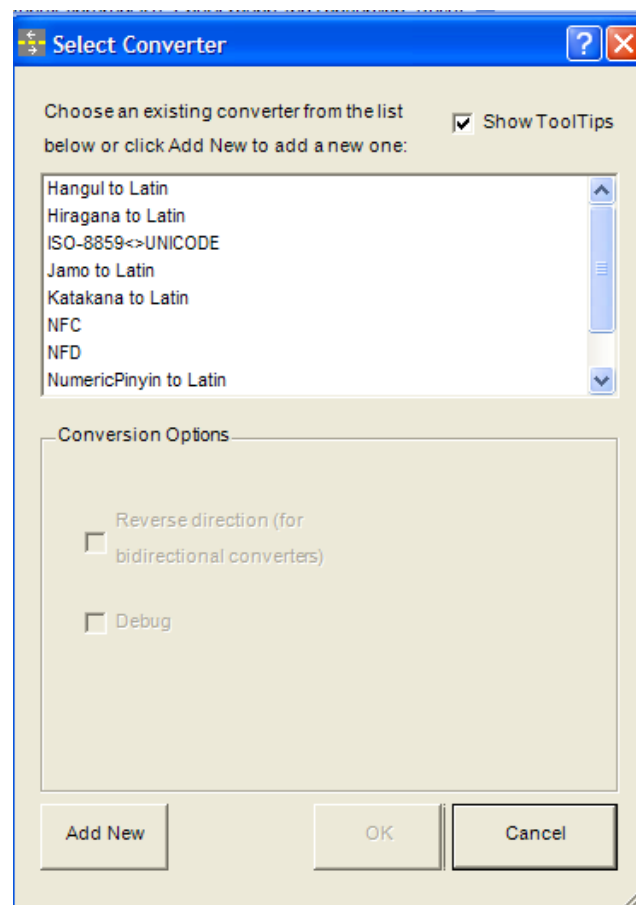 Select Converter
Choose an existing converter from the list
below or click Add New to add a new one:
Show ToolTips
Hangul to Latin
Hiragana to Latin
ISO-8859<>UNICODE
Jamo to Latin
Katakana to Latin
NFC
NFD
NumericPinyin to Latin
Conversion Options
Reverse direction (for
bidirectional converters)
Debug
Add New
OK
Cancel